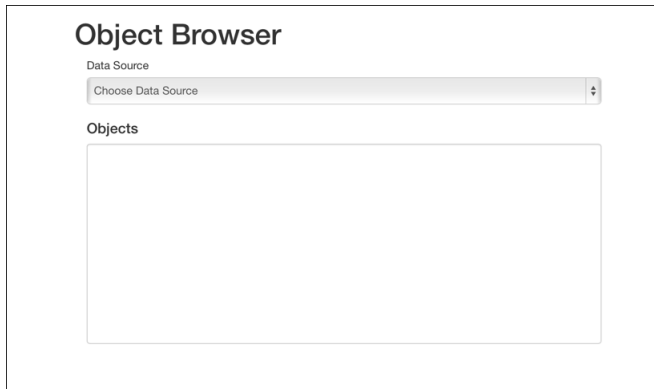 Object Browser
Data Source
Choose Data Source
Objects